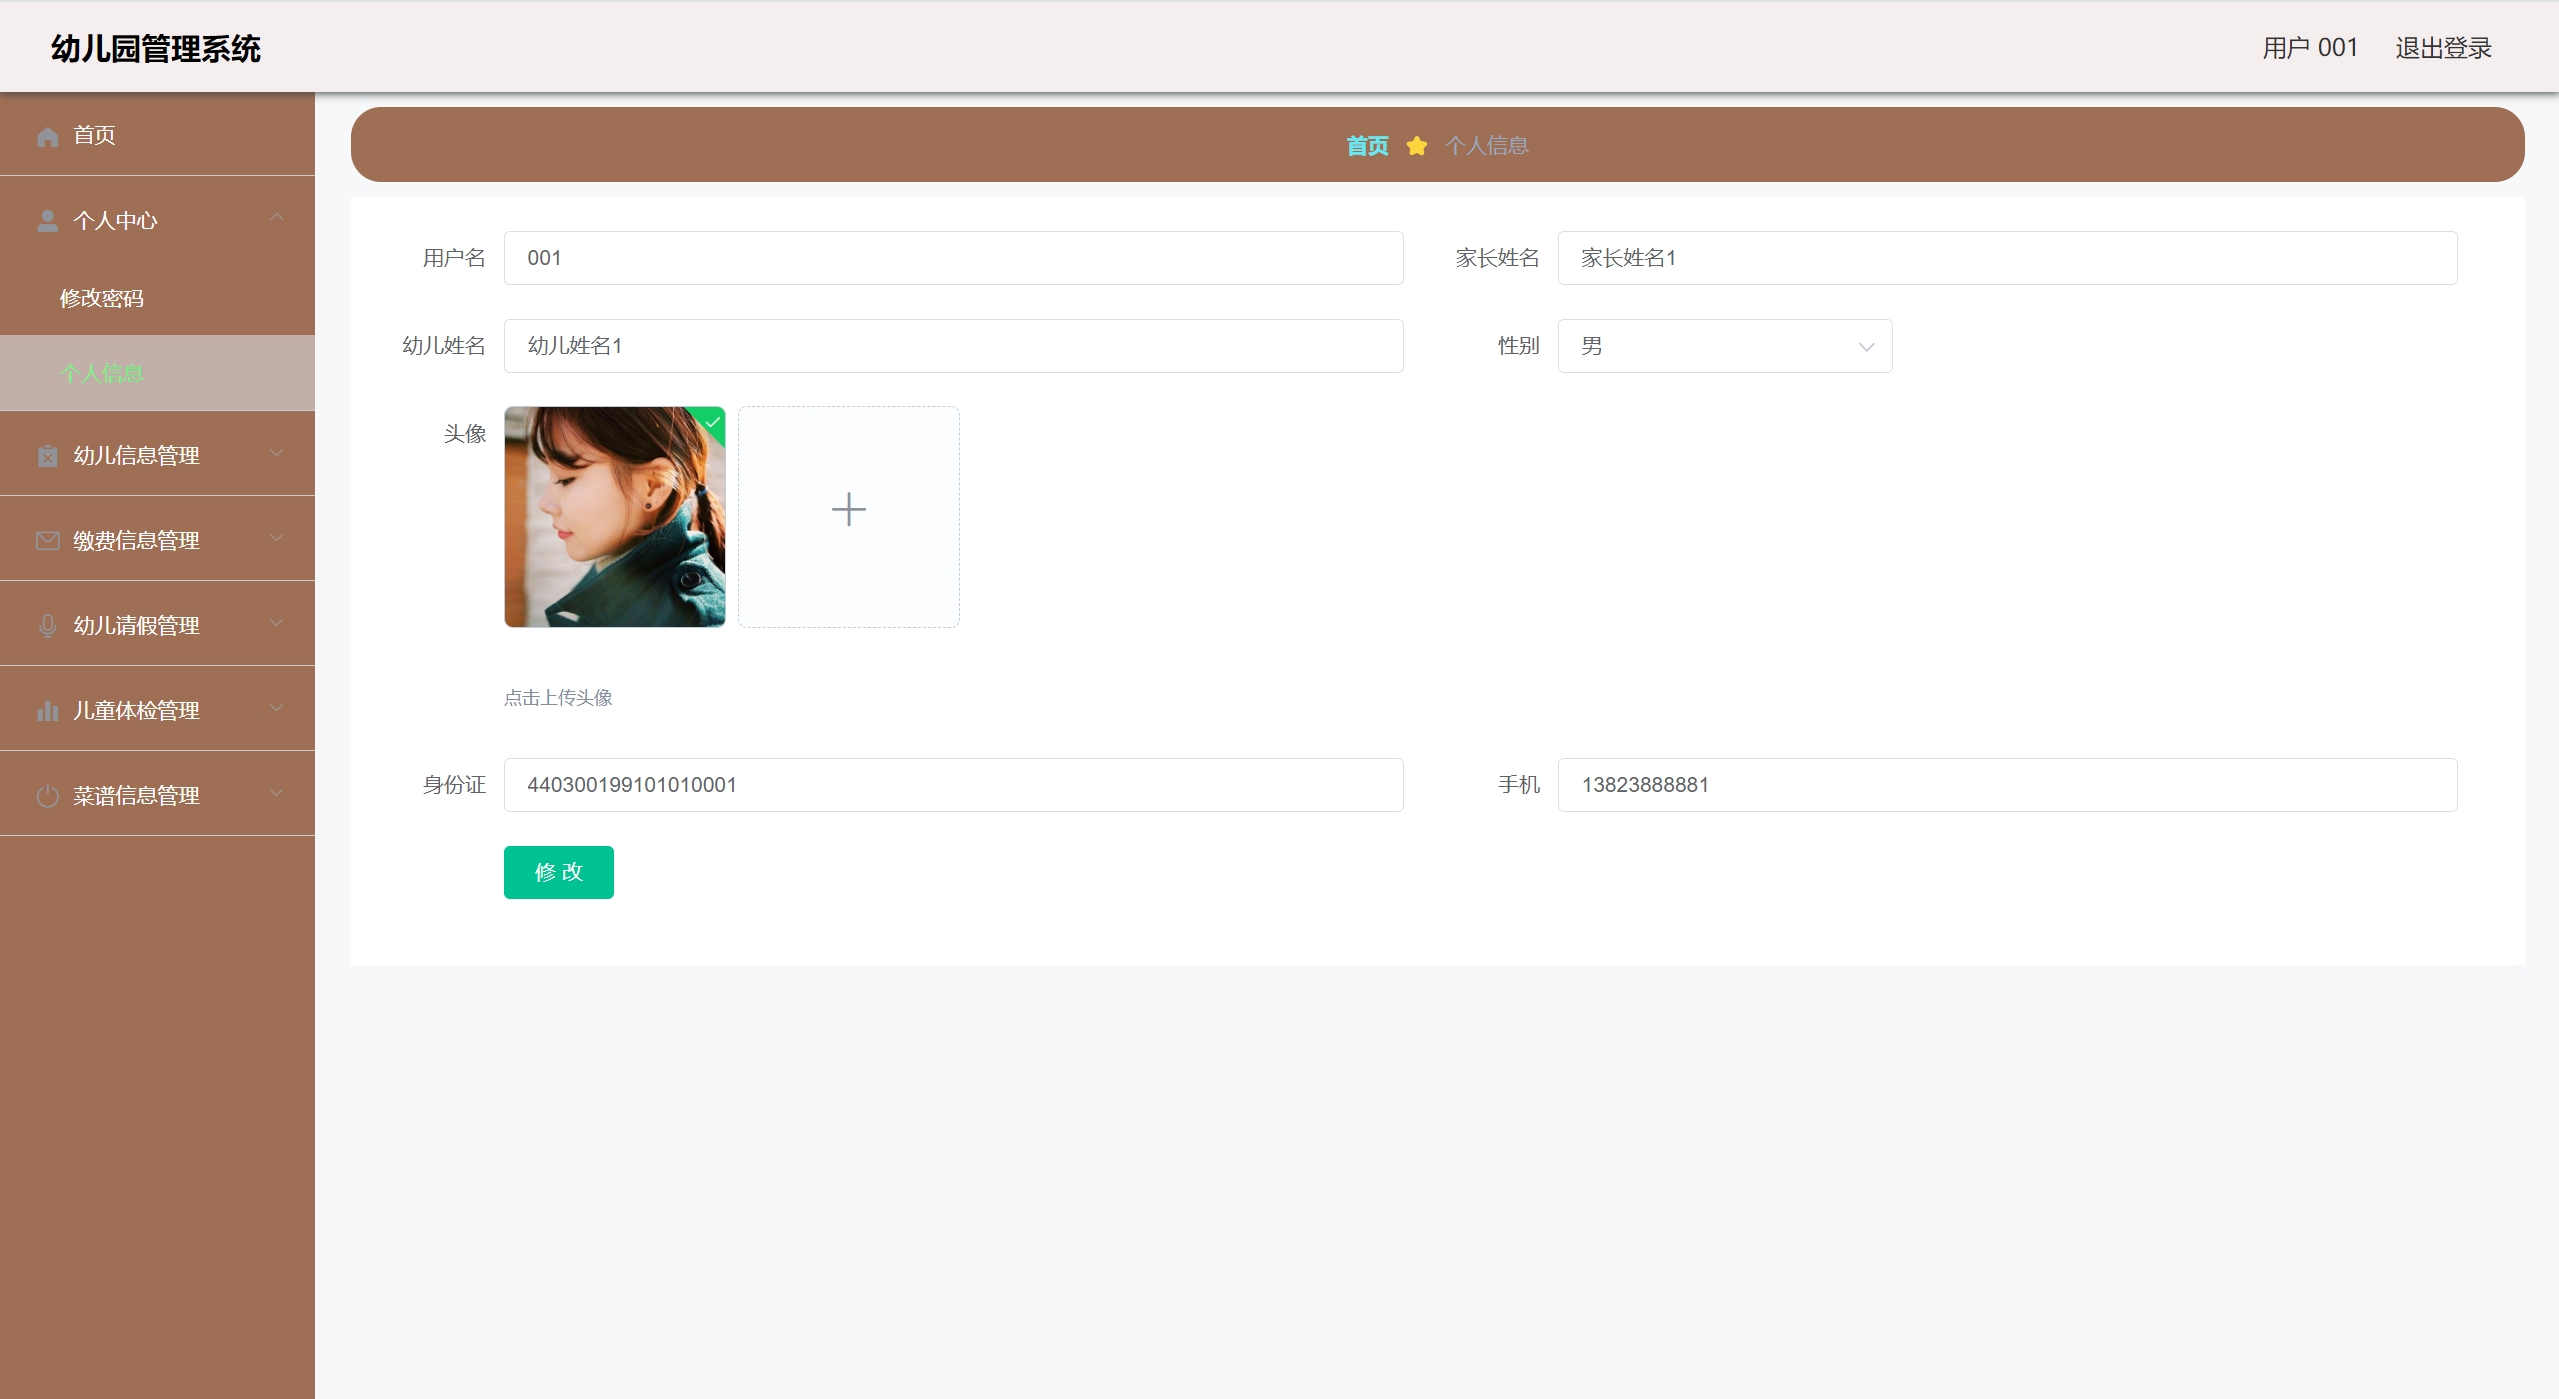 幼儿园管理系统
用户 001 退出登录
首页
个人中心
修改密码
个人信息
幼儿信息管理
缴费信息管理
幼儿请假管理
儿童体检管理
菜谱信息管理
首页 个人信息
用户名 001 家长姓名 家长姓名1
幼儿姓名 幼儿姓名1 性别 男
头像
点击上传头像
身份证 440300199101010001 手机 13823888881
修 改